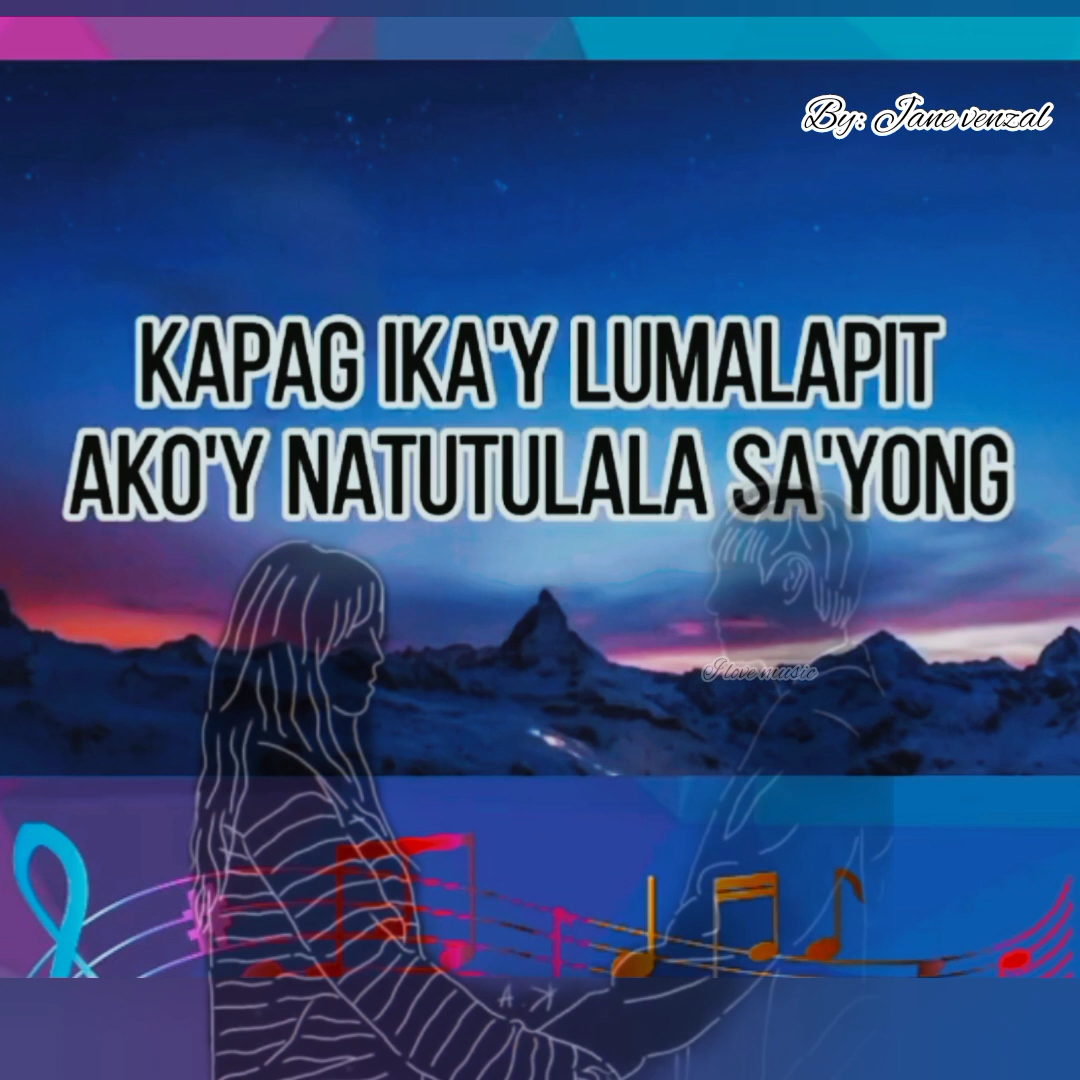 By: Jane venzal
KAPAG IKA'Y LUMALAPIT
AKO'Y NATUTULALA SA'YONG
I love music
A.K